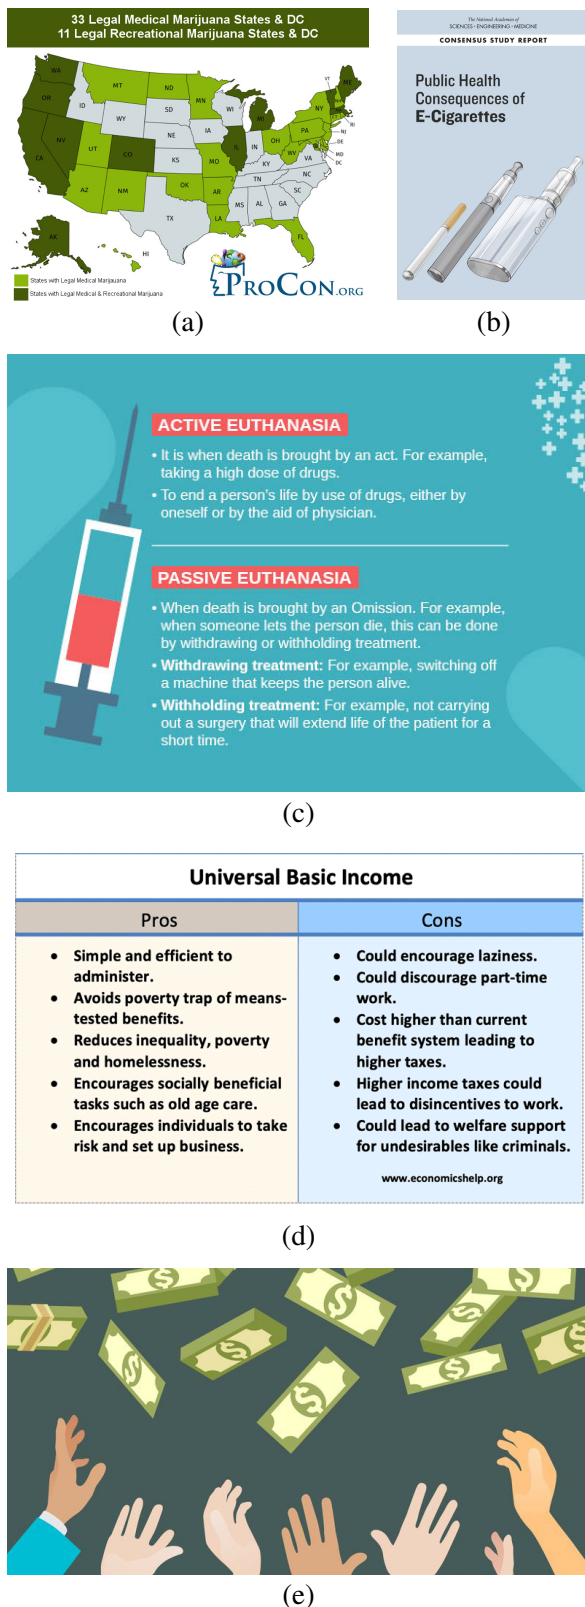 33 Legal Medical Marijuana States & DC
11 Legal Recreational Marijuana States & DC
WA
OR
CA
NV
ID
MT
WY
UT
AZ
CO
NM
ND
SD
NE
KS
OK
TX
MN
IA
MO
AR
LA
WI
IL
MI
IN
OH
KY
TN
MS
AL
GA
FL
SC
NC
VA
WV
PA
NY
VT
ME
RI
NJ
DE
MD
DC
AK
HI
States with Legal Medical Marijuana
States with Legal Medical & Recreational Marijuana
PROCON.ORG
(a)
The National Academies of
SCIENCES • ENGINEERING • MEDICINE
CONSENSUS STUDY REPORT
Public Health
Consequences of
E-Cigarettes
(b)
ACTIVE EUTHANASIA
• It is when death is brought by an act. For example,
taking a high dose of drugs.
• To end a person's life by use of drugs, either by
oneself or by the aid of physician.
PASSIVE EUTHANASIA
• When death is brought by an Omission. For example,
when someone lets the person die, this can be done
by withdrawing or withholding treatment.
• Withdrawing treatment: For example, switching off
a machine that keeps the person alive.
• Withholding treatment: For example, not carrying
out a surgery that will extend life of the patient for a
short time.
(c)
Universal Basic Income
Pros
• Simple and efficient to
administer.
• Avoids poverty trap of means-
tested benefits.
• Reduces inequality, poverty
and homelessness.
• Encourages socially beneficial
tasks such as old age care.
• Encourages individuals to take
risk and set up business.
Cons
• Could encourage laziness.
• Could discourage part-time
work.
• Cost higher than current
benefit system leading to
higher taxes.
• Higher income taxes could
lead to disincentives to work.
• Could lead to welfare support
for undesirables like criminals.
www.economicshelp.org
(d)
(e)